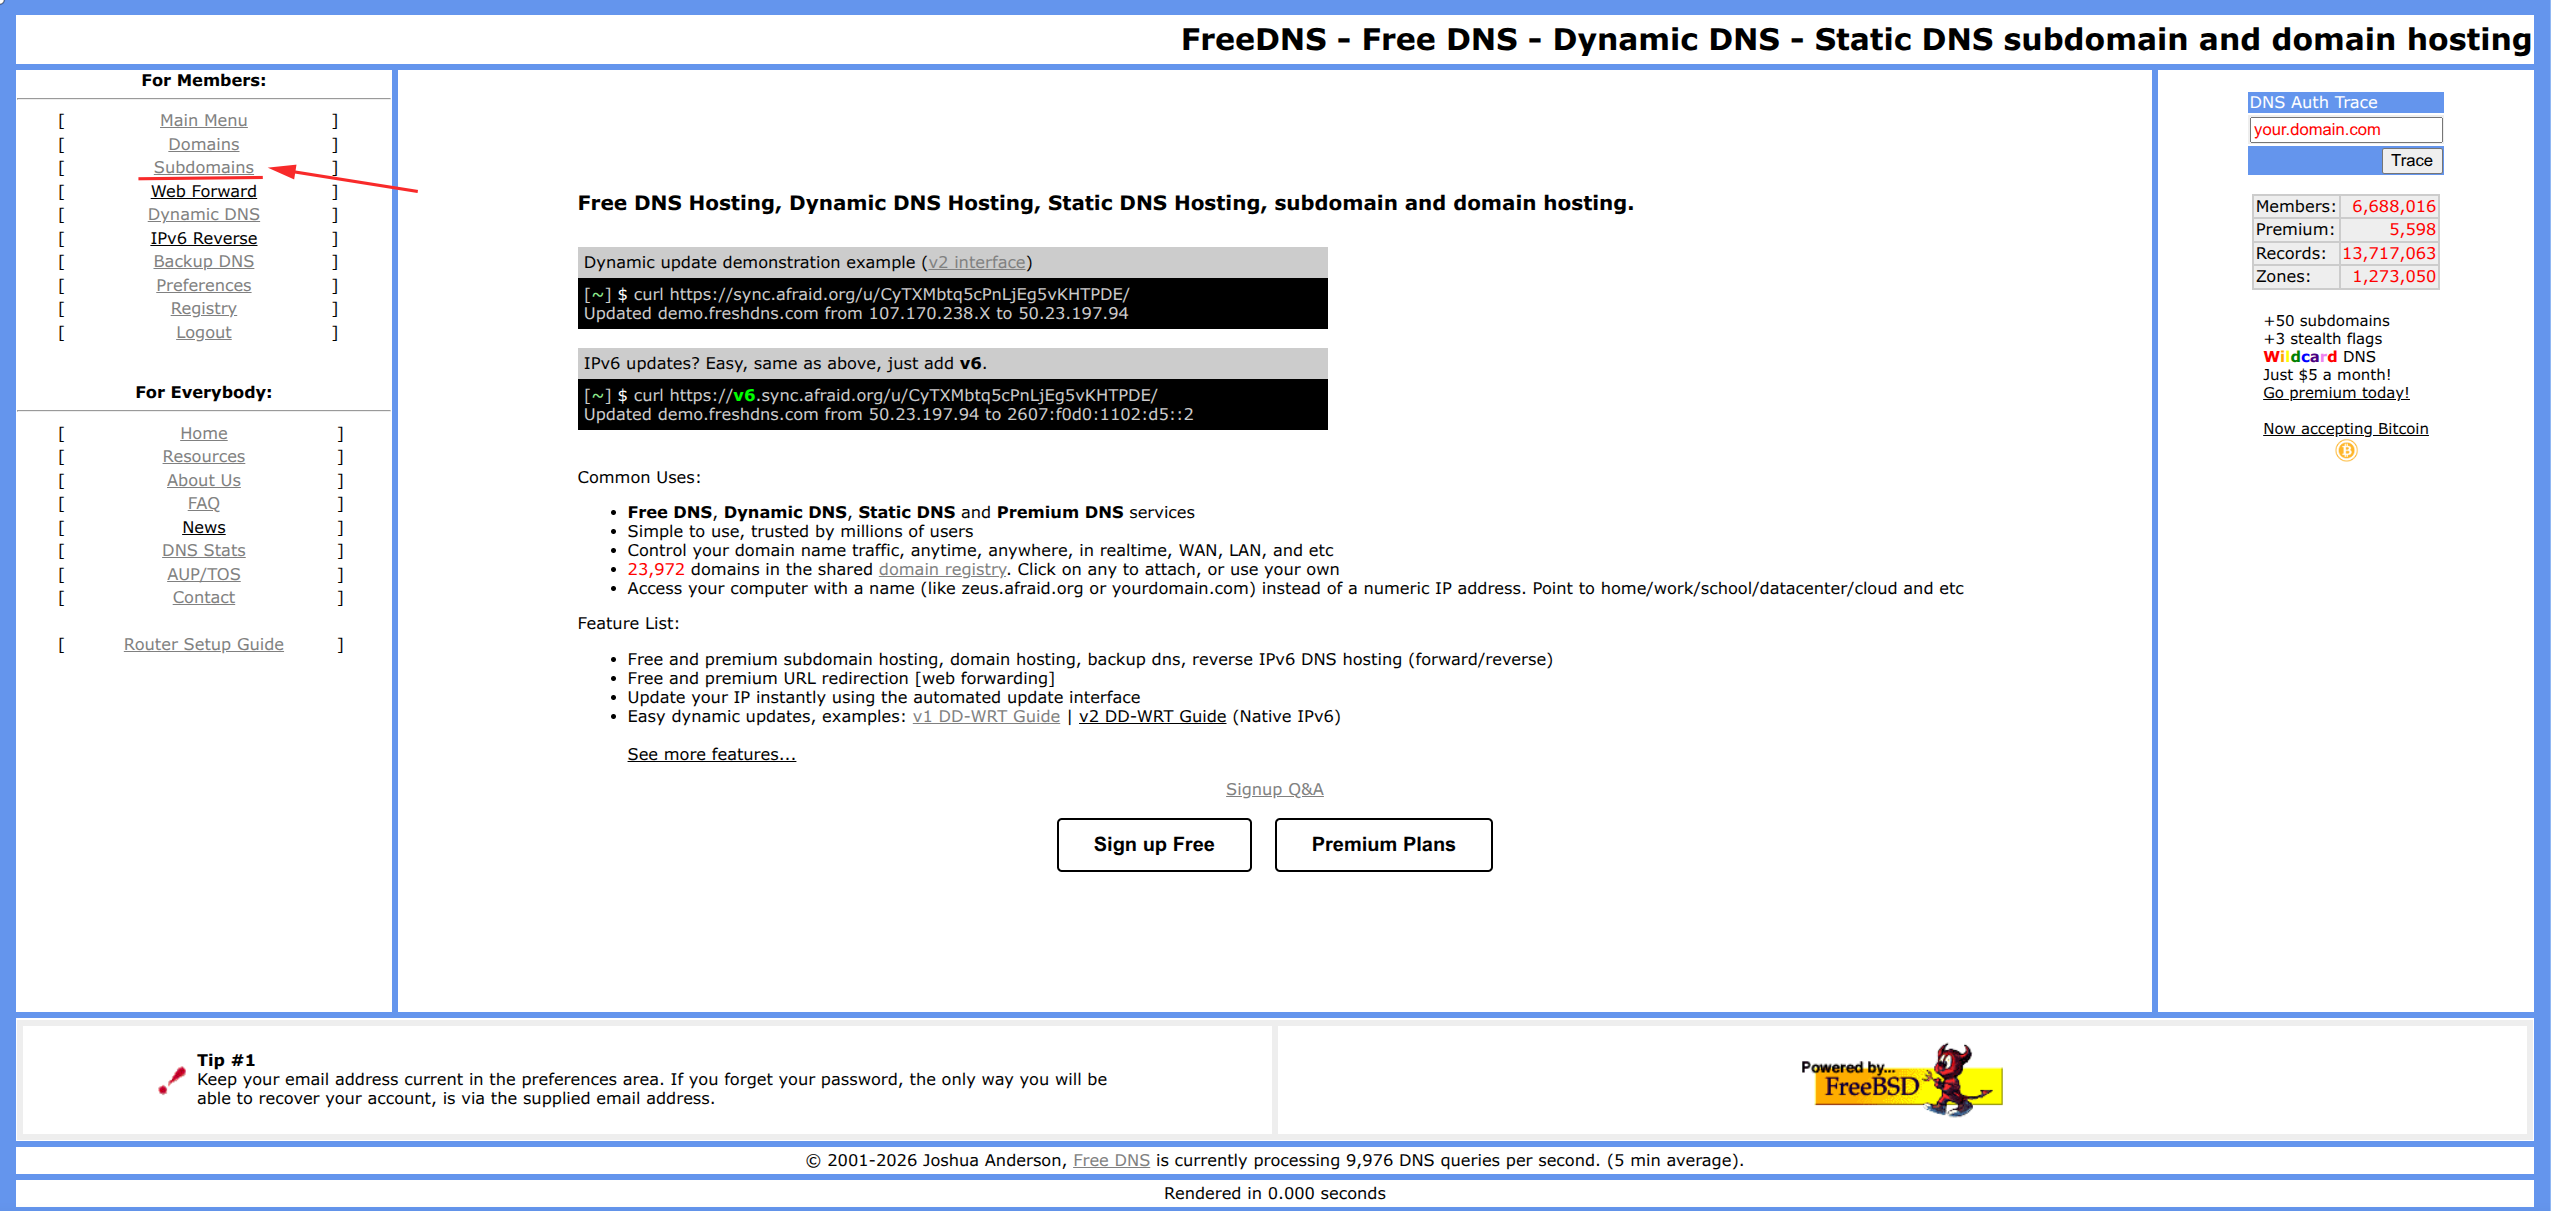 FreeDNS - Free DNS - Dynamic DNS - Static DNS subdomain and domain hosting
For Members:
[ Main Menu ]
[ Domains ]
[ Subdomains ]
[ Web Forward ]
[ Dynamic DNS ]
[ IPv6 Reverse ]
[ Backup DNS ]
[ Preferences ]
[ Registry ]
[ Logout ]
For Everybody:
[ Home ]
[ Resources ]
[ About Us ]
[ FAQ ]
[ News ]
[ DNS Stats ]
[ AUP/TOS ]
[ Contact ]
[ Router Setup Guide ]
Free DNS Hosting, Dynamic DNS Hosting, Static DNS Hosting, subdomain and domain hosting.
Dynamic update demonstration example (v2 interface)
[~] $ curl https://sync.afraid.org/u/CyTXMbtq5cPnLjEg5vKHTPDE/
Updated demo.freshdns.com from 107.170.238.X to 50.23.197.94
IPv6 updates? Easy, same as above, just add v6.
[~] $ curl https://v6.sync.afraid.org/u/CyTXMbtq5cPnLjEg5vKHTPDE/
Updated demo.freshdns.com from 50.23.197.94 to 2607:f0d0:1102:d5::2
Common Uses:
• Free DNS, Dynamic DNS, Static DNS and Premium DNS services
• Simple to use, trusted by millions of users
• Control your domain name traffic, anytime, anywhere, in realtime, WAN, LAN, and etc
• 23,972 domains in the shared domain registry. Click on any to attach, or use your own
• Access your computer with a name (like zeus.afraid.org or yourdomain.com) instead of a numeric IP address. Point to home/work/school/datacenter/cloud and etc
Feature List:
• Free and premium subdomain hosting, domain hosting, backup dns, reverse IPv6 DNS hosting (forward/reverse)
• Free and premium URL redirection [web forwarding]
• Update your IP instantly using the automated update interface
• Easy dynamic updates, examples: v1 DD-WRT Guide | v2 DD-WRT Guide (Native IPv6)
See more features...
Signup Q&A
Sign up Free
Premium Plans
DNS Auth Trace
your.domain.com
Trace
Members: 6,688,016
Premium: 5,598
Records: 13,717,063
Zones: 1,273,050
+50 subdomains
+3 stealth flags
Wildcard DNS
Just $5 a month!
Go premium today!
Now accepting Bitcoin
Tip #1
Keep your email address current in the preferences area. If you forget your password, the only way you will be
able to recover your account, is via the supplied email address.
Powered by...
FreeBSD
© 2001-2026 Joshua Anderson, Free DNS is currently processing 9,976 DNS queries per second. (5 min average).
Rendered in 0.000 seconds